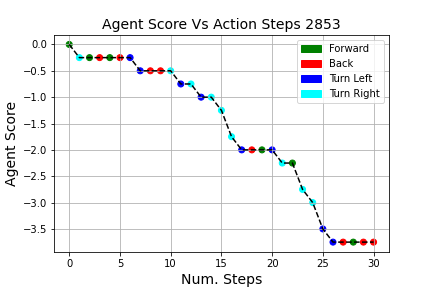 Agent Score Vs Action Steps 2853
Forward
Back
Turn Left
Turn Right
Agent Score
0.0
−0.5
−1.0
−1.5
−2.0
−2.5
−3.0
−3.5
0 5 10 15 20 25 30
Num. Steps